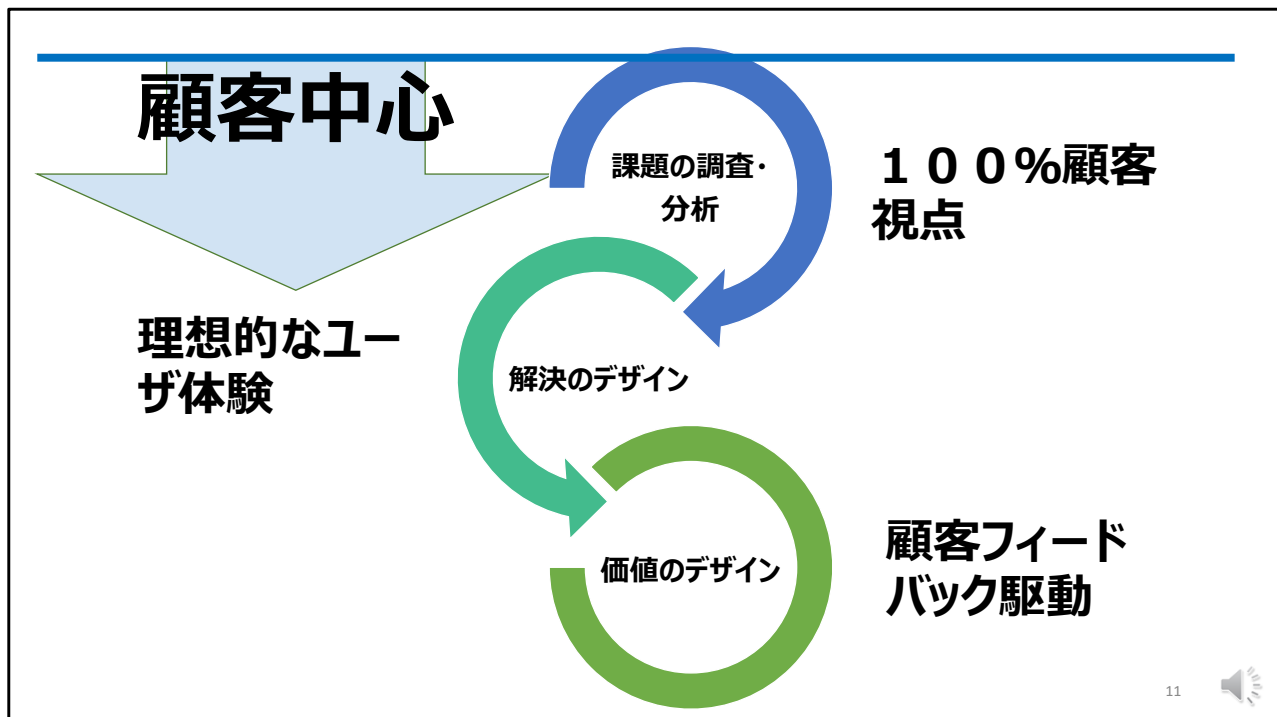 顧客中心
課題の調査・
分析
１００％顧客
視点
理想的なユー
ザ体験
解決のデザイン
価値のデザイン
顧客フィード
バック駆動
11